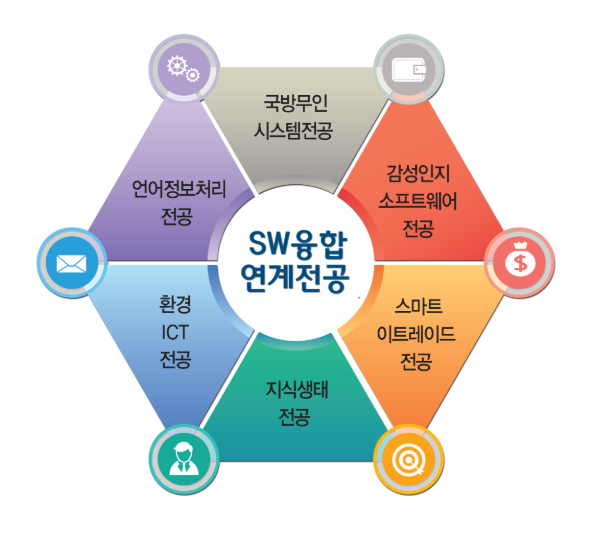 국방무인
시스템전공
감성인지
소프트웨어
전공
언어정보처리
전공
SW융합
연계전공
환경
ICT
전공
스마트
이트레이드
전공
지식생태
전공
$